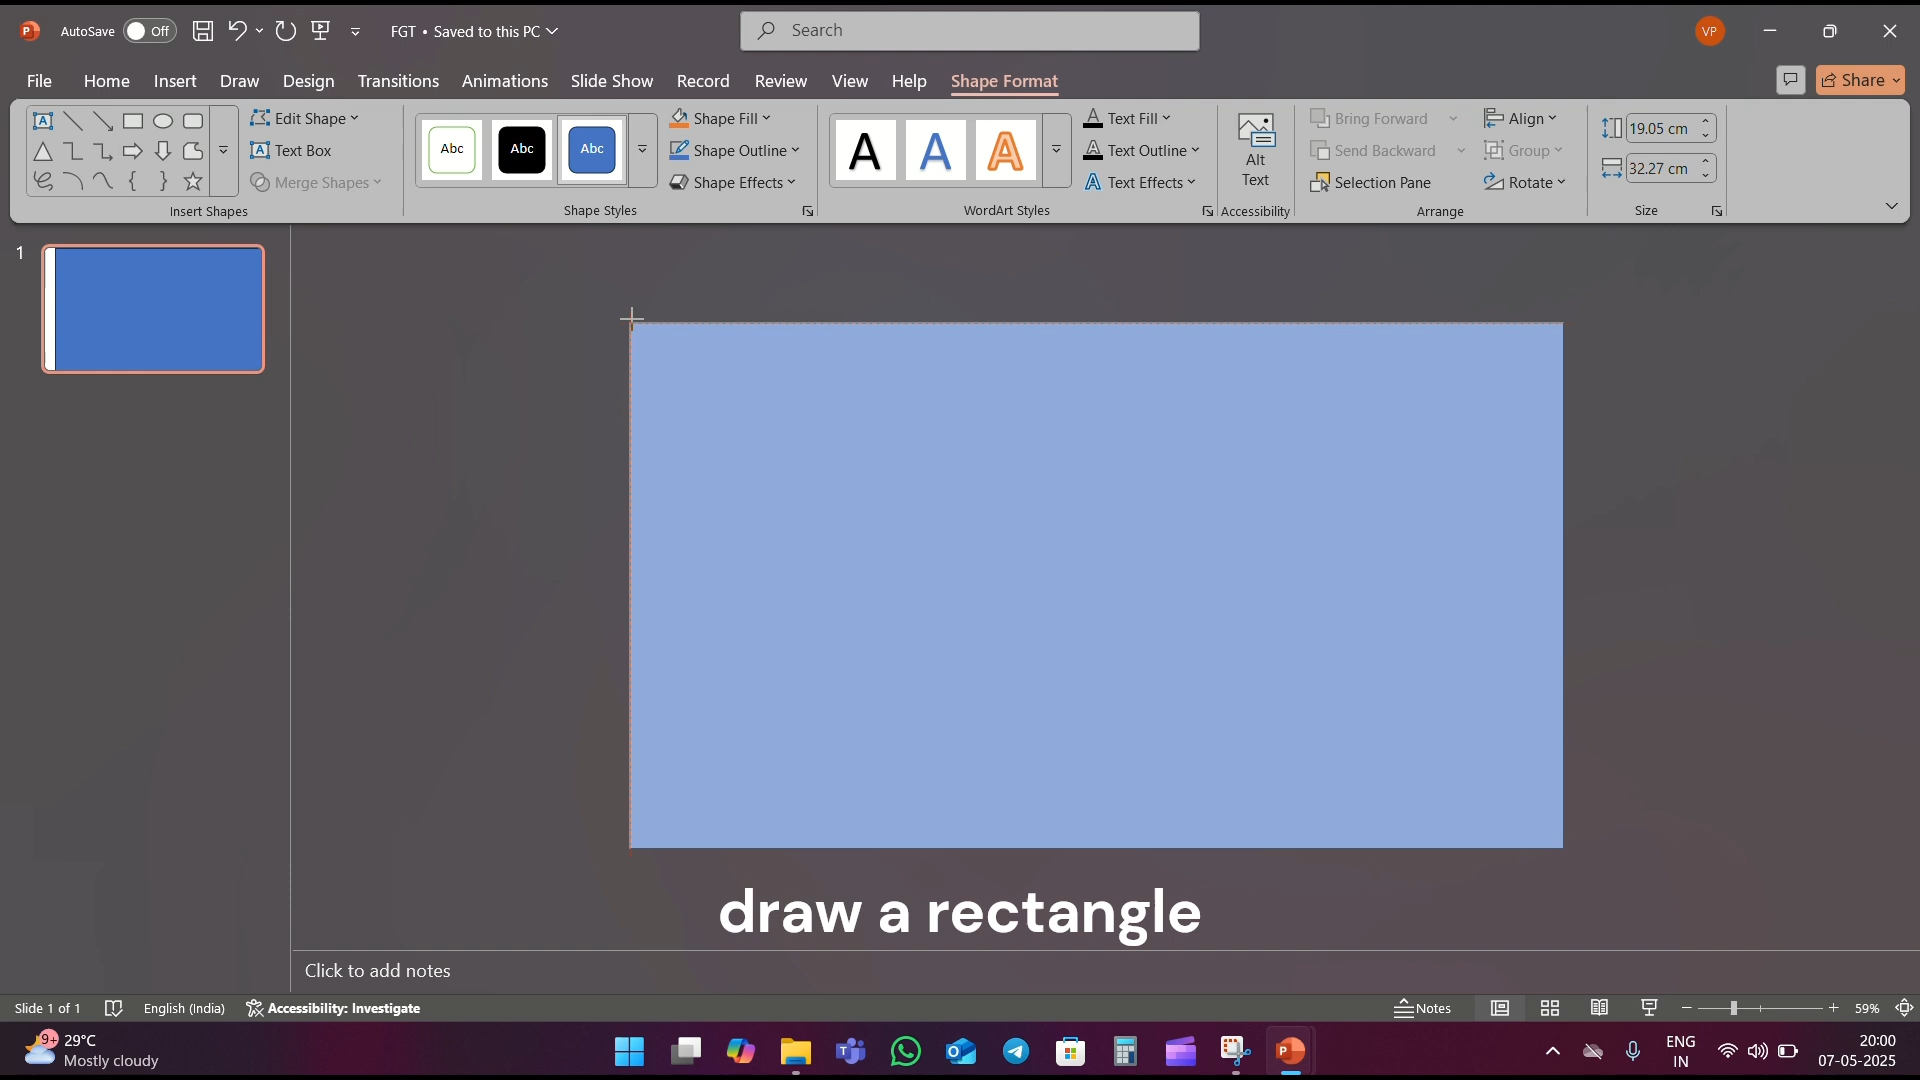 AutoSave Off FGT • Saved to this PC Search VP
File Home Insert Draw Design Transitions Animations Slide Show Record Review View Help Shape Format Share
A Edit Shape Abc Abc Abc Shape Fill A A A Text Fill Alt Text Bring Forward Align 19.05 cm
A Text Box Shape Outline Text Outline Send Backward Group
Merge Shapes Shape Effects Text Effects Selection Pane Rotate 32.27 cm
Insert Shapes Shape Styles WordArt Styles Accessibility Arrange Size
1
draw a rectangle
Click to add notes
Slide 1 of 1 English (India) Accessibility: Investigate Notes 59%
9+ 29°C ENG 20:00
Mostly cloudy IN 07-05-2025